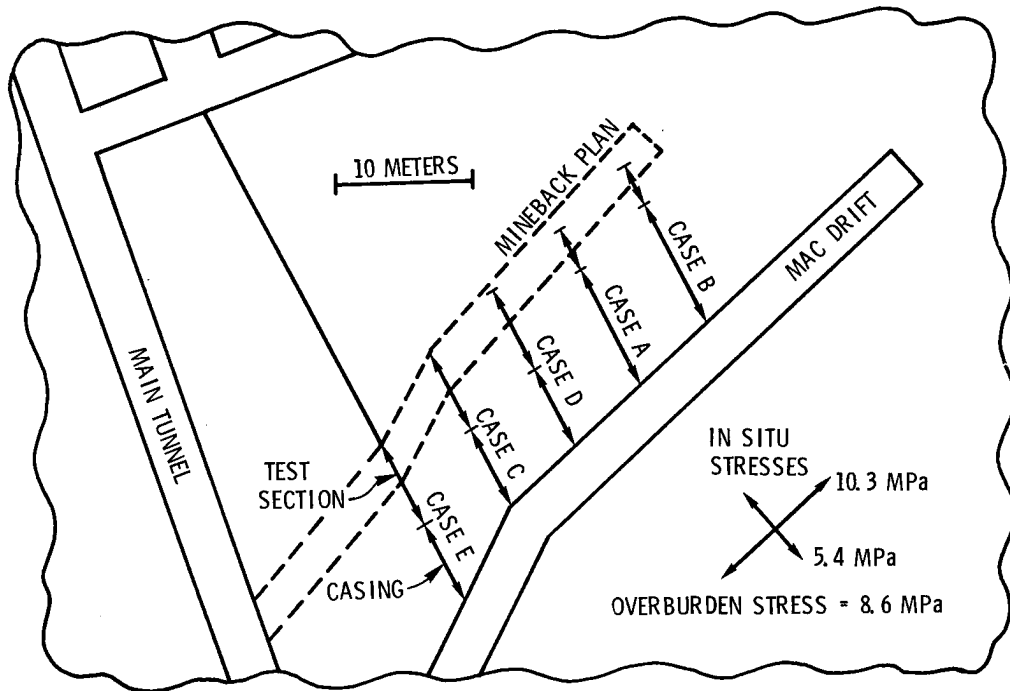 10 METERS
MINEBACK PLAN
MAC DRIFT
CASE B
CASE A
CASE D
CASE C
CASE E
MAIN TUNNEL
TEST
SECTION
CASING
IN SITU
STRESSES
10.3 MPa
5.4 MPa
OVERBURDEN STRESS = 8.6 MPa